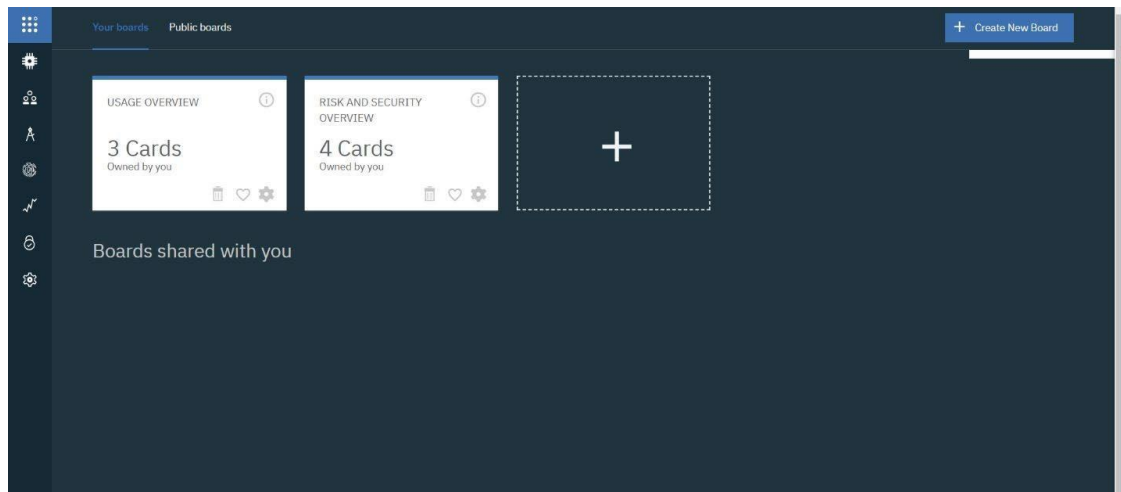 Your boards
Public boards
+ Create New Board
USAGE OVERVIEW
3 Cards
Owned by you
RISK AND SECURITY
OVERVIEW
4 Cards
Owned by you
Boards shared with you